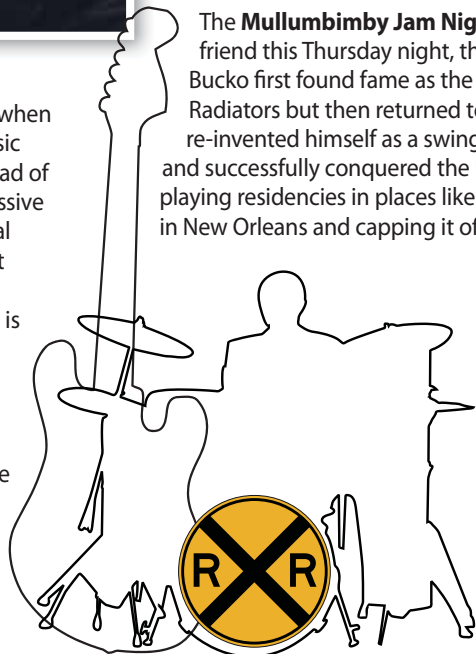 when
sic
ad of
ssive
al
t
is
e
The Mullumbimby Jam Nig
friend this Thursday night, th
Bucko first found fame as the
Radiators but then returned to
re-invented himself as a swing
and successfully conquered the
playing residencies in places like
in New Orleans and capping it of
R R